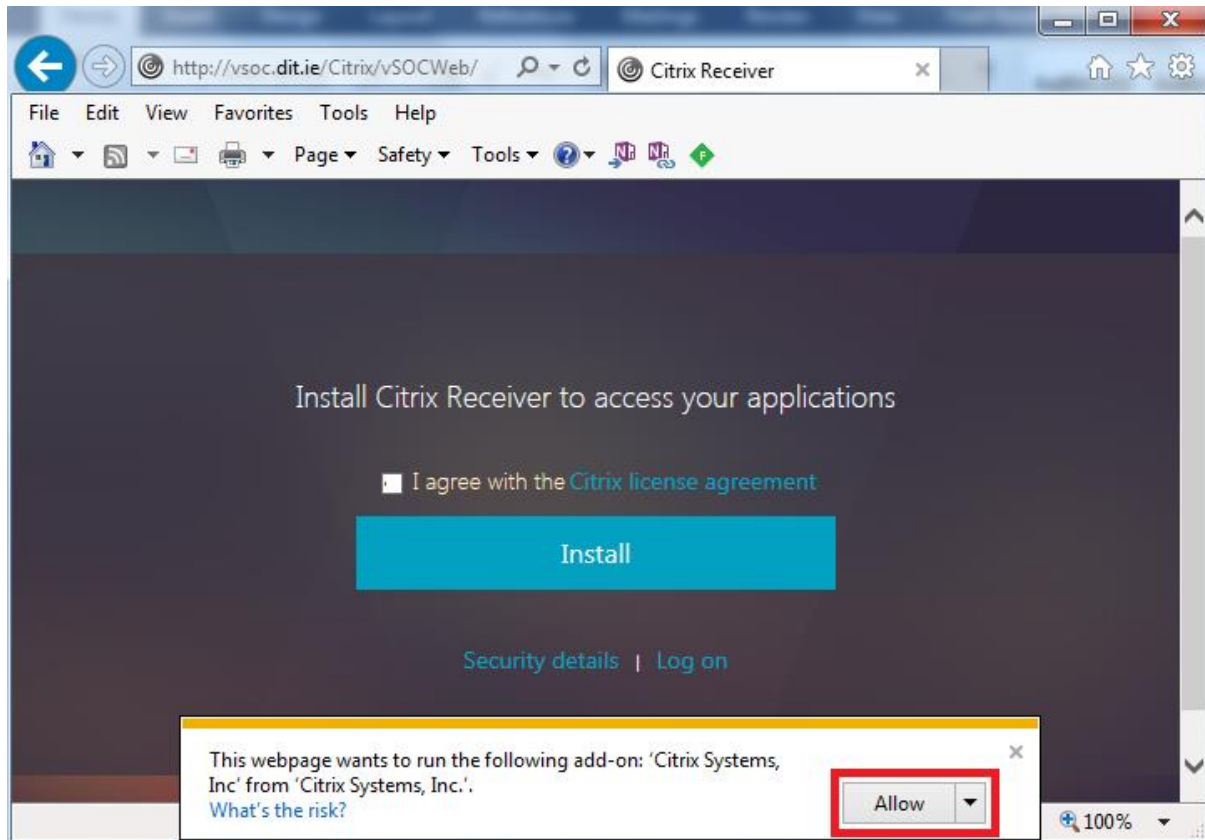 http://vsoc.dit.ie/Citrix/vSOCWeb/
Citrix Receiver
File Edit View Favorites Tools Help
Page Safety Tools
Install Citrix Receiver to access your applications
I agree with the Citrix license agreement
Install
Security details | Log on
This webpage wants to run the following add-on: 'Citrix Systems,
Inc' from 'Citrix Systems, Inc.'.
What's the risk?
Allow
100%